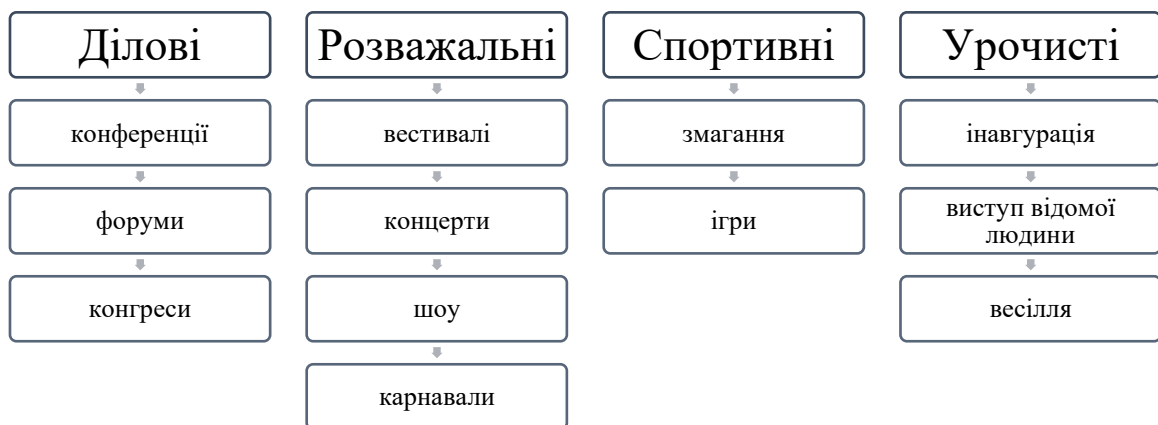 Ділові
конференції
форуми
конгреси
Розважальні
вестивалі
концерти
шоу
карнавали
Спортивні
змагання
ігри
Урочисті
інавгурація
виступ відомої
людини
весілля